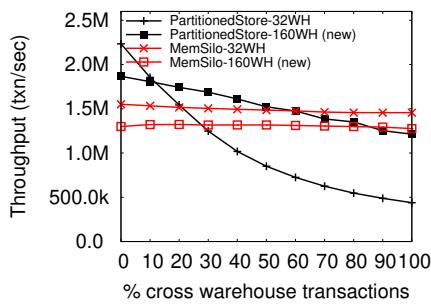 2.5M
2.0M
1.5M
1.0M
500.0k
0.0
Throughput (txn/sec)
PartitionedStore-32WH
PartitionedStore-160WH (new)
MemSilo-32WH
MemSilo-160WH (new)
0 10 20 30 40 50 60 70 80 90 100
% cross warehouse transactions